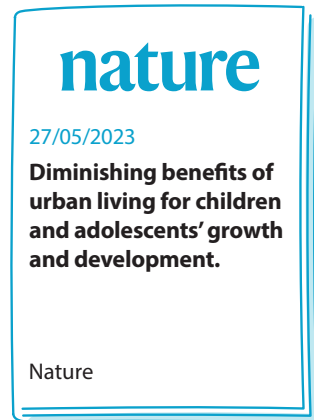 nature
27/05/2023
Diminishing benefits of
urban living for children
and adolescents’ growth
and development.
Nature